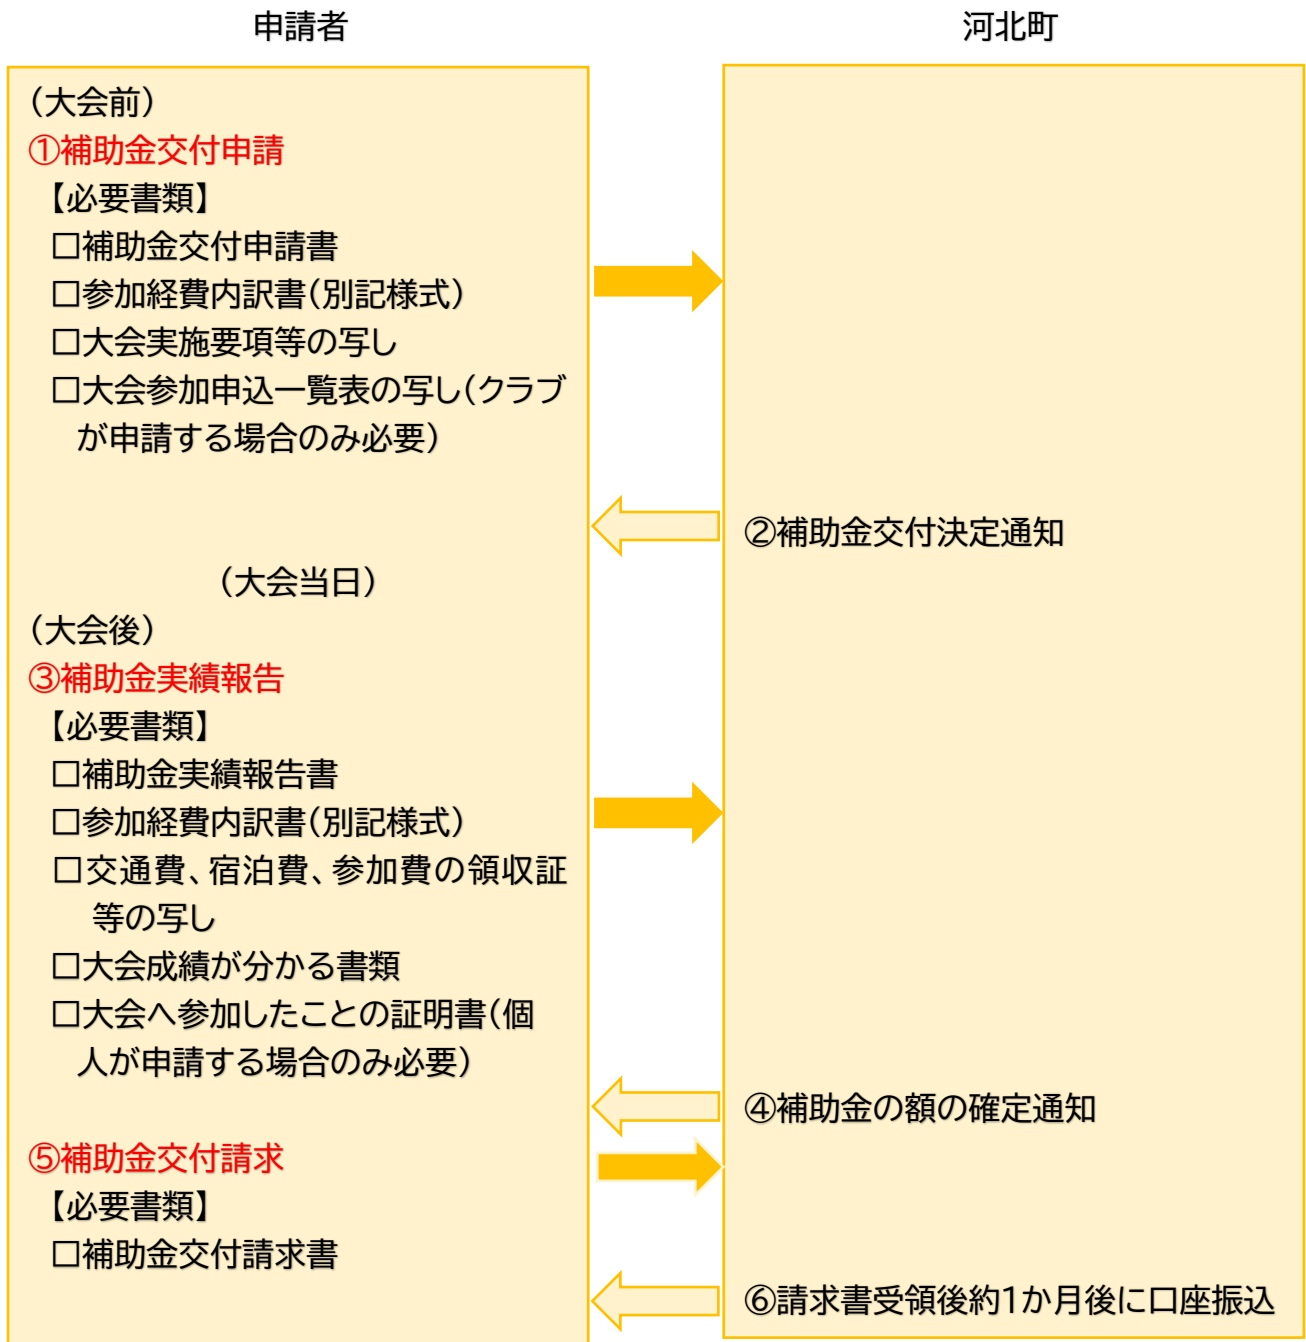 申請者
河北町
(大会前)
①補助金交付申請
【必要書類】
□補助金交付申請書
□参加経費内訳書(別記様式)
□大会実施要項等の写し
□大会参加申込一覧表の写し(クラブ
が申請する場合のみ必要)
②補助金交付決定通知
(大会当日)
(大会後)
③補助金実績報告
【必要書類】
□補助金実績報告書
□参加経費内訳書(別記様式)
□交通費、宿泊費、参加費の領収証
等の写し
□大会成績が分かる書類
□大会へ参加したことの証明書(個
人が申請する場合のみ必要)
④補助金の額の確定通知
⑤補助金交付請求
【必要書類】
□補助金交付請求書
⑥請求書受領後約1か月後に口座振込